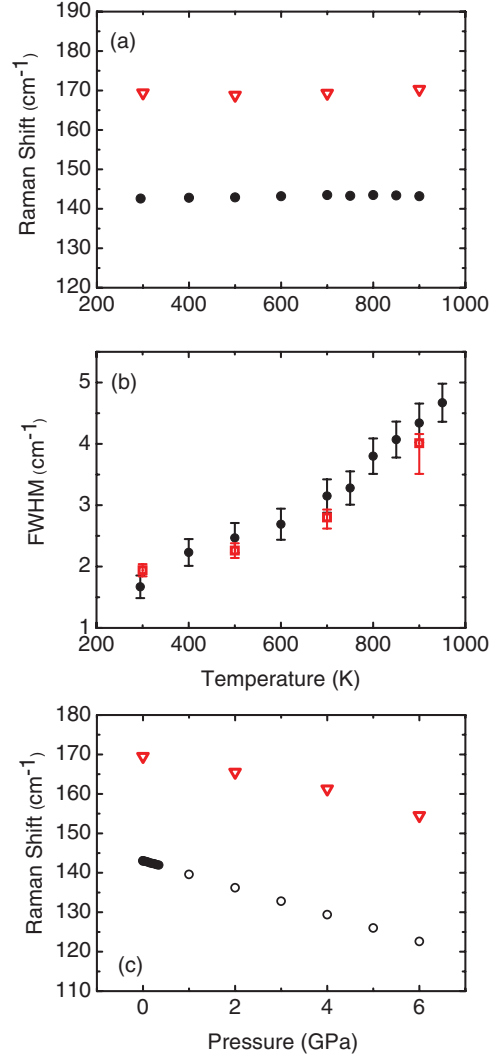 190
(a)
180
170
160
150
140
130
120
Raman Shift (cm⁻¹)
200 400 600 800 1000
(b)
5
4
3
2
1
FWHM (cm⁻¹)
200 400 600 800 1000
Temperature (K)
180
170
160
150
140
130
120
110
Raman Shift (cm⁻¹)
(c)
0 2 4 6
Pressure (GPa)